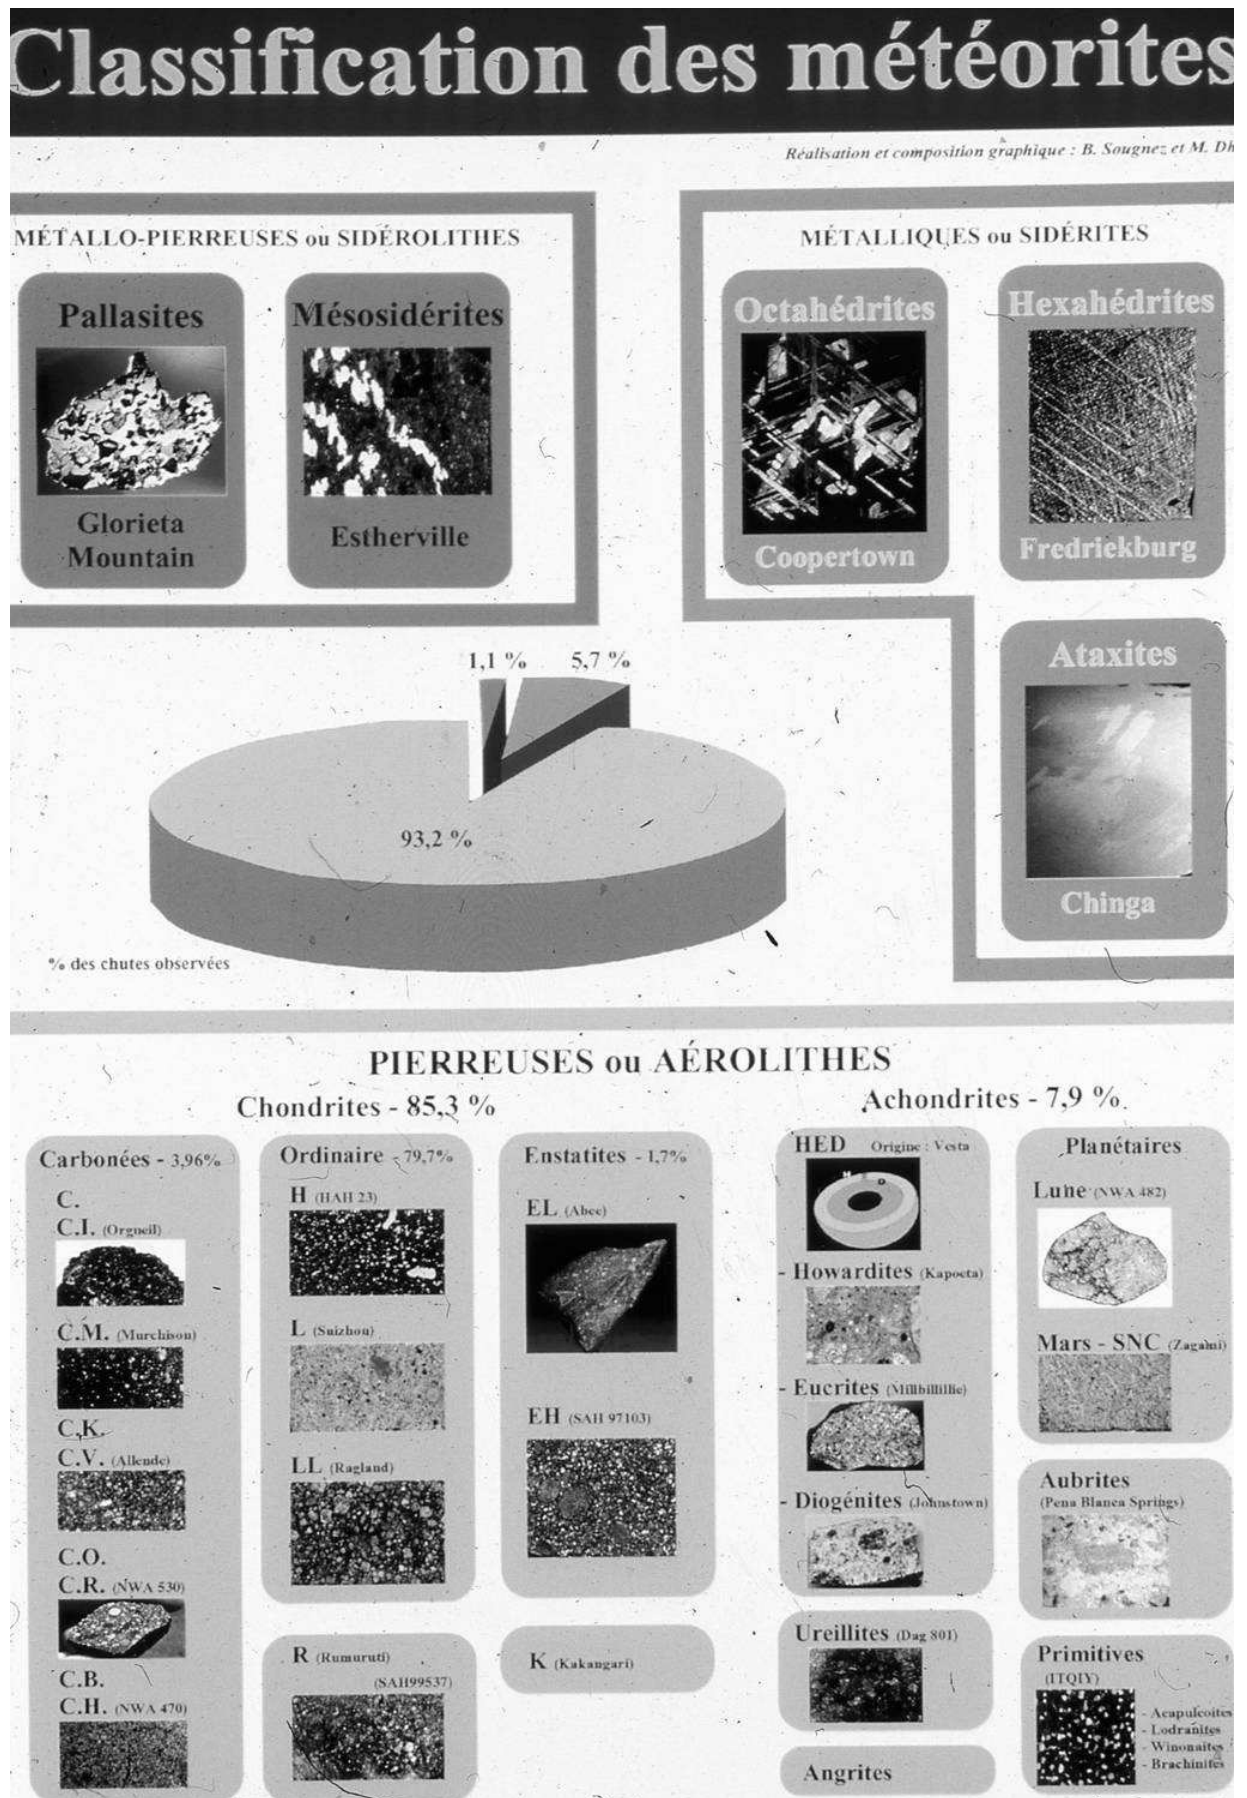 Classification des météorites
Réalisation et composition graphique : B. Sougnez et M. Dh
MÉTALLO-PIERREUSES ou SIDÉROLITHES
Pallasites
Glorieta
Mountain
Mésosidérites
Estherville
MÉTALLIQUES ou SIDÉRITES
Octahédrites
Coopertown
Hexahédrites
Fredriekburg
Ataxites
Chinga
1,1 %
5,7 %
93,2 %
% des chutes observées
PIERREUSES ou AÉROLITHES
Chondrites - 85,3 %
Carbonées - 3,96%
C.
C.I. (Orgueil)
C.M. (Murchison)
C.K.
C.V. (Allende)
C.O.
C.R. (NWA 530)
C.B.
C.H. (NWA 470)
Ordinaire - 79,7%
H (HAH 23)
L (Suizhou)
LL (Ragland)
R (Rumuruti)
(SAH99537)
Enstatites - 1,7%
EL (Abee)
EH (SAH 97103)
K (Kakangari)
Achondrites - 7,9 %
HED Origine : Vesta
H E D
- Howardites (Kapoeta)
- Eucrites (Millbillillie)
- Diogénites (Johnstown)
Ureillites (Dag 801)
Angrites
Planétaires
Lune (NWA 482)
Mars - SNC (Zagami)
Aubrites
(Pena Blanca Springs)
Primitives
(ITQIY)
- Acapulcoites
- Lodranites
- Winonaites
- Brachinites